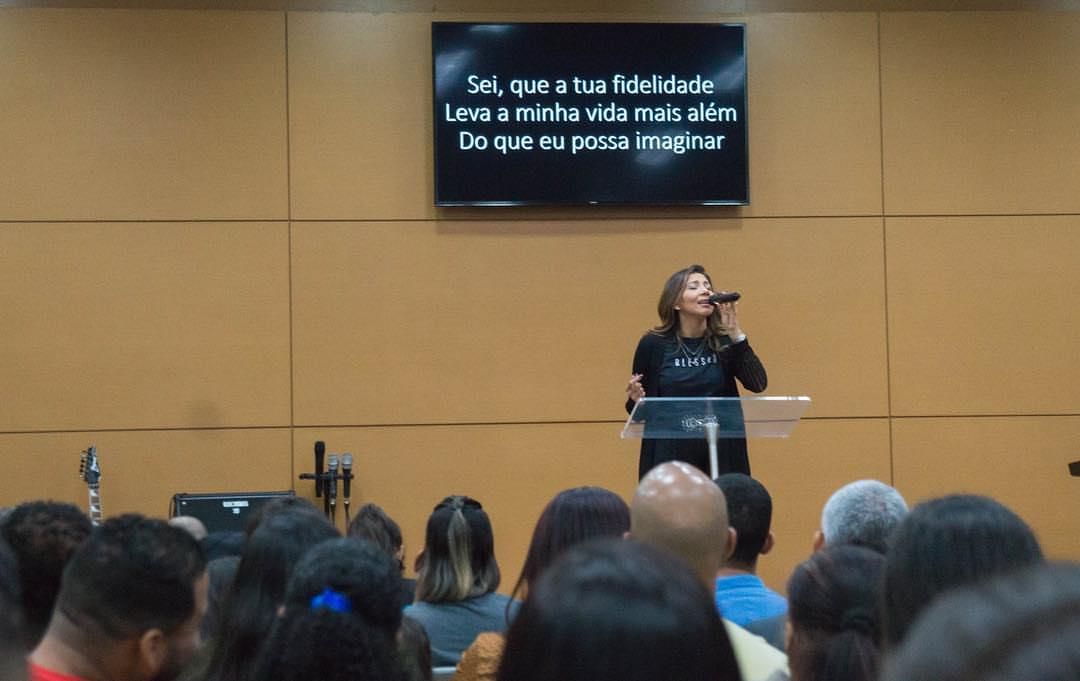 Sei, que a tua fidelidade
Leva a minha vida mais além
Do que eu possa imaginar
BLESSED